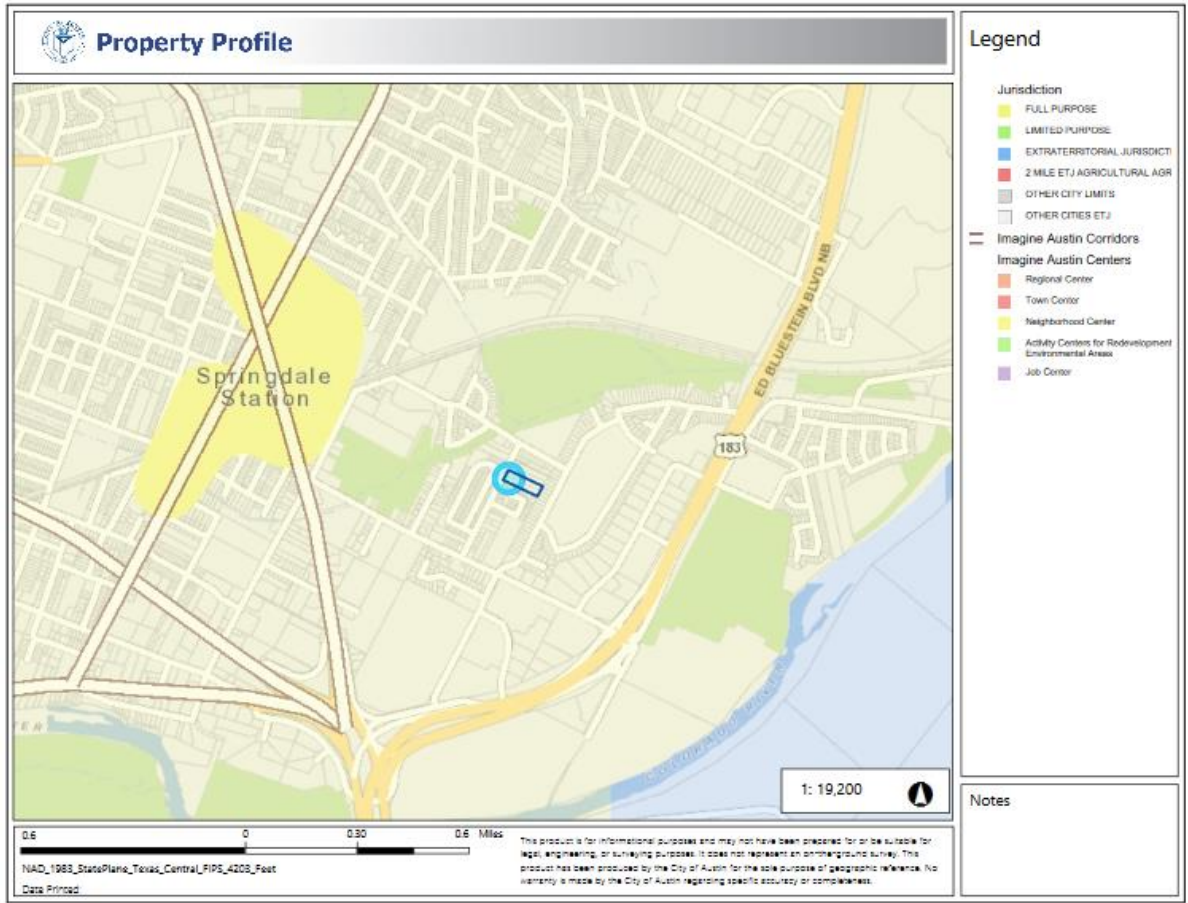 Property Profile
Springdale
Station
ED BLUESTEIN BLVD NB
183
1: 19,200
0.6 0 0.30 0.6 Miles
NAD_1983_StatePlane_Texas_Central_FIPS_4203_Feet
Date Printed:
This product is for informational purposes and may not have been prepared for or be suitable for
legal, engineering, or surveying purposes. It does not represent an on-the-ground survey. This
product has been produced by the City of Austin for the sole purpose of geographic reference. No
warranty is made by the City of Austin regarding specific accuracy or completeness.
Legend
Jurisdiction
FULL PURPOSE
LIMITED PURPOSE
EXTRATERRITORIAL JURISDICTI
2 MILE ETJ AGRICULTURAL AGR
OTHER CITY LIMITS
OTHER CITIES ETJ
Imagine Austin Corridors
Imagine Austin Centers
Regional Center
Town Center
Neighborhood Center
Activity Centers for Redevelopment
Environmental Areas
Job Center
Notes